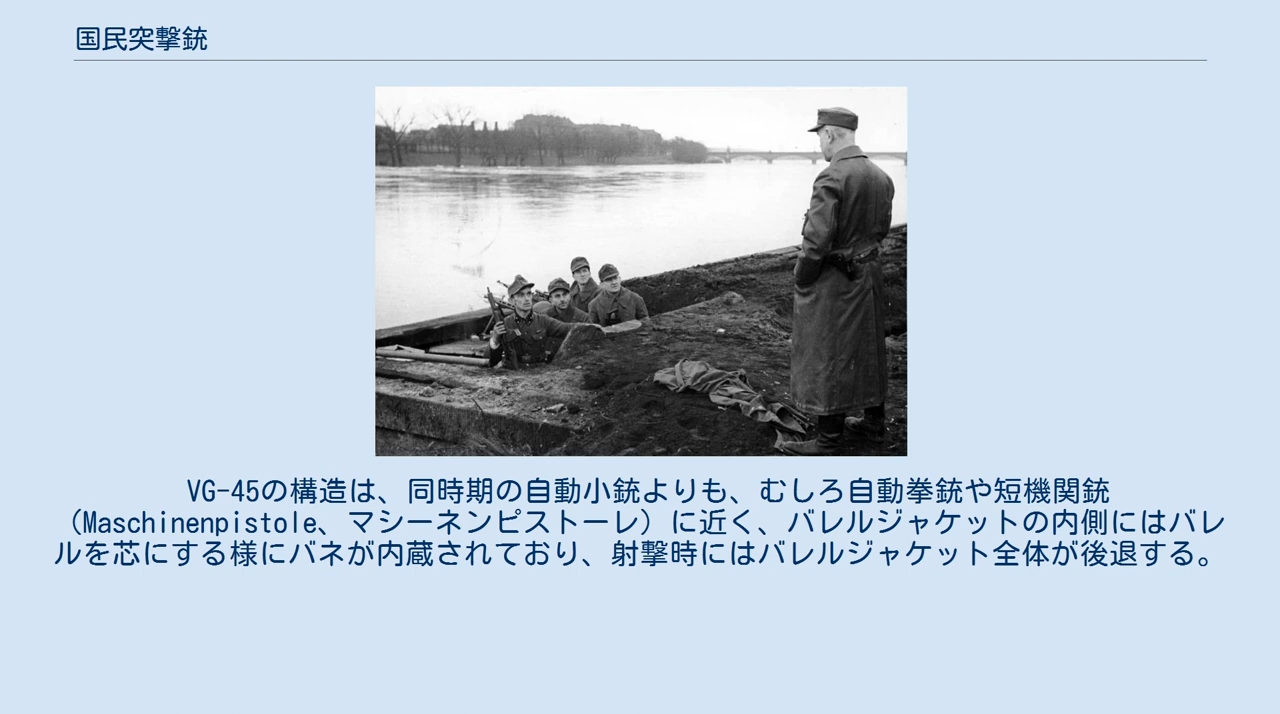 国民突撃銃
VG-45の構造は、同時期の自動小銃よりも、むしろ自動拳銃や短機関銃
（Maschinenpistole、マシーネンピストーレ）に近く、バレルジャケットの内側にはバレ
ルを芯にする様にバネが内蔵されており、射撃時にはバレルジャケット全体が後退する。